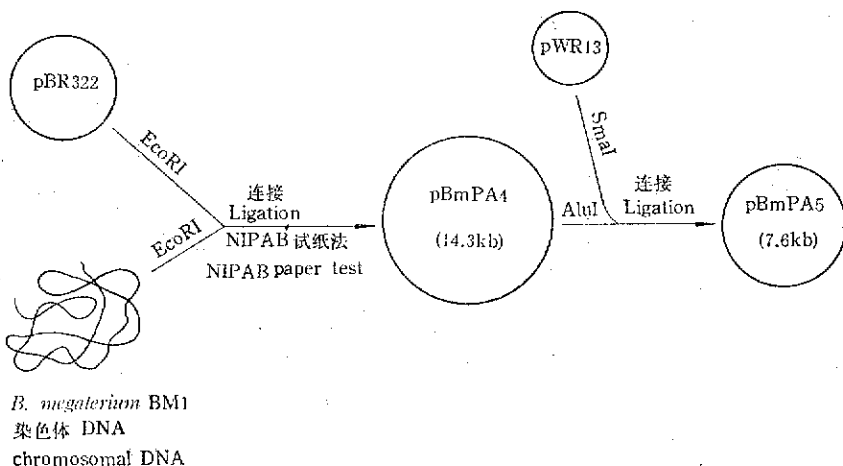 pWR13
pBR322
SmaI
EcoRI
连接
Ligation
EcoRI
NIPAB 试纸法
NIPAB paper test
pBmPA4
(14.3kb)
AluI
连接
Ligation
pBmPA5
(7.6kb)
B. megaterium BM1
染色体 DNA
chromosomal DNA